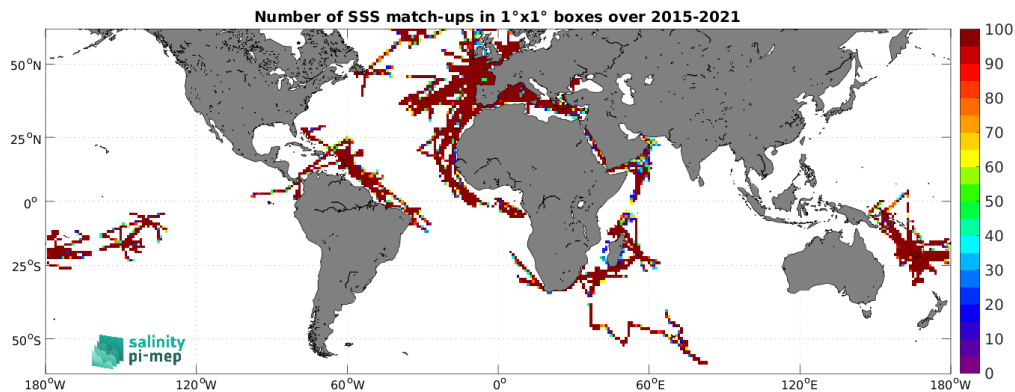 Number of SSS match-ups in 1°x1° boxes over 2015-2021
100
90
80
70
60
50
40
30
20
10
0
50°N
25°N
0°
25°S
50°S
salinity
pi-mep
180°W
120°W
60°W
0°
60°E
120°E
180°W